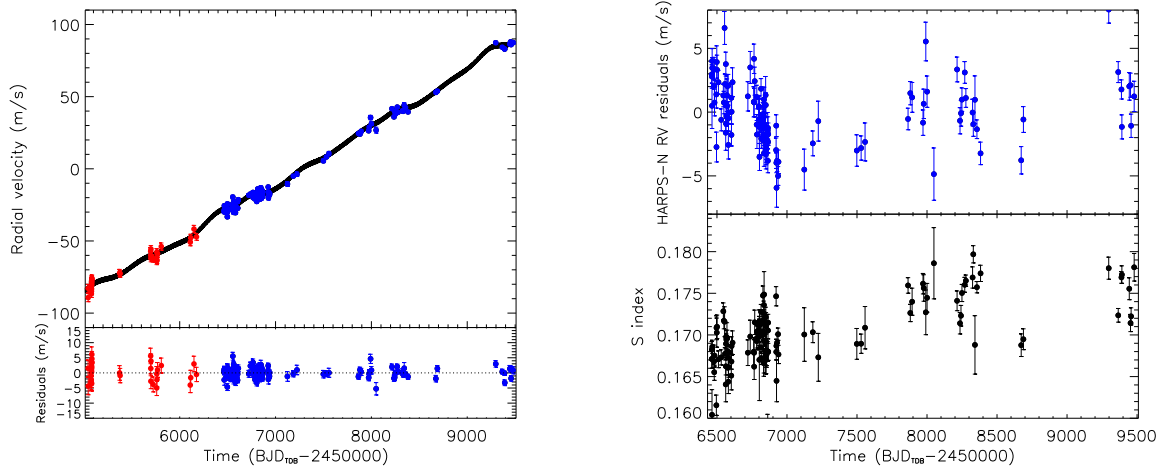 100
50
0
−50
−100
Radial velocity (m/s)
15
10
5
0
−5
−10
−15
Residuals (m/s)
6000 7000 8000 9000
Time (BJD_TDB−2450000)
5
0
−5
HARPS−N RV residuals (m/s)
0.180
0.175
0.170
0.165
0.160
S index
6500 7000 7500 8000 8500 9000 9500
Time (BJD_TDB−2450000)